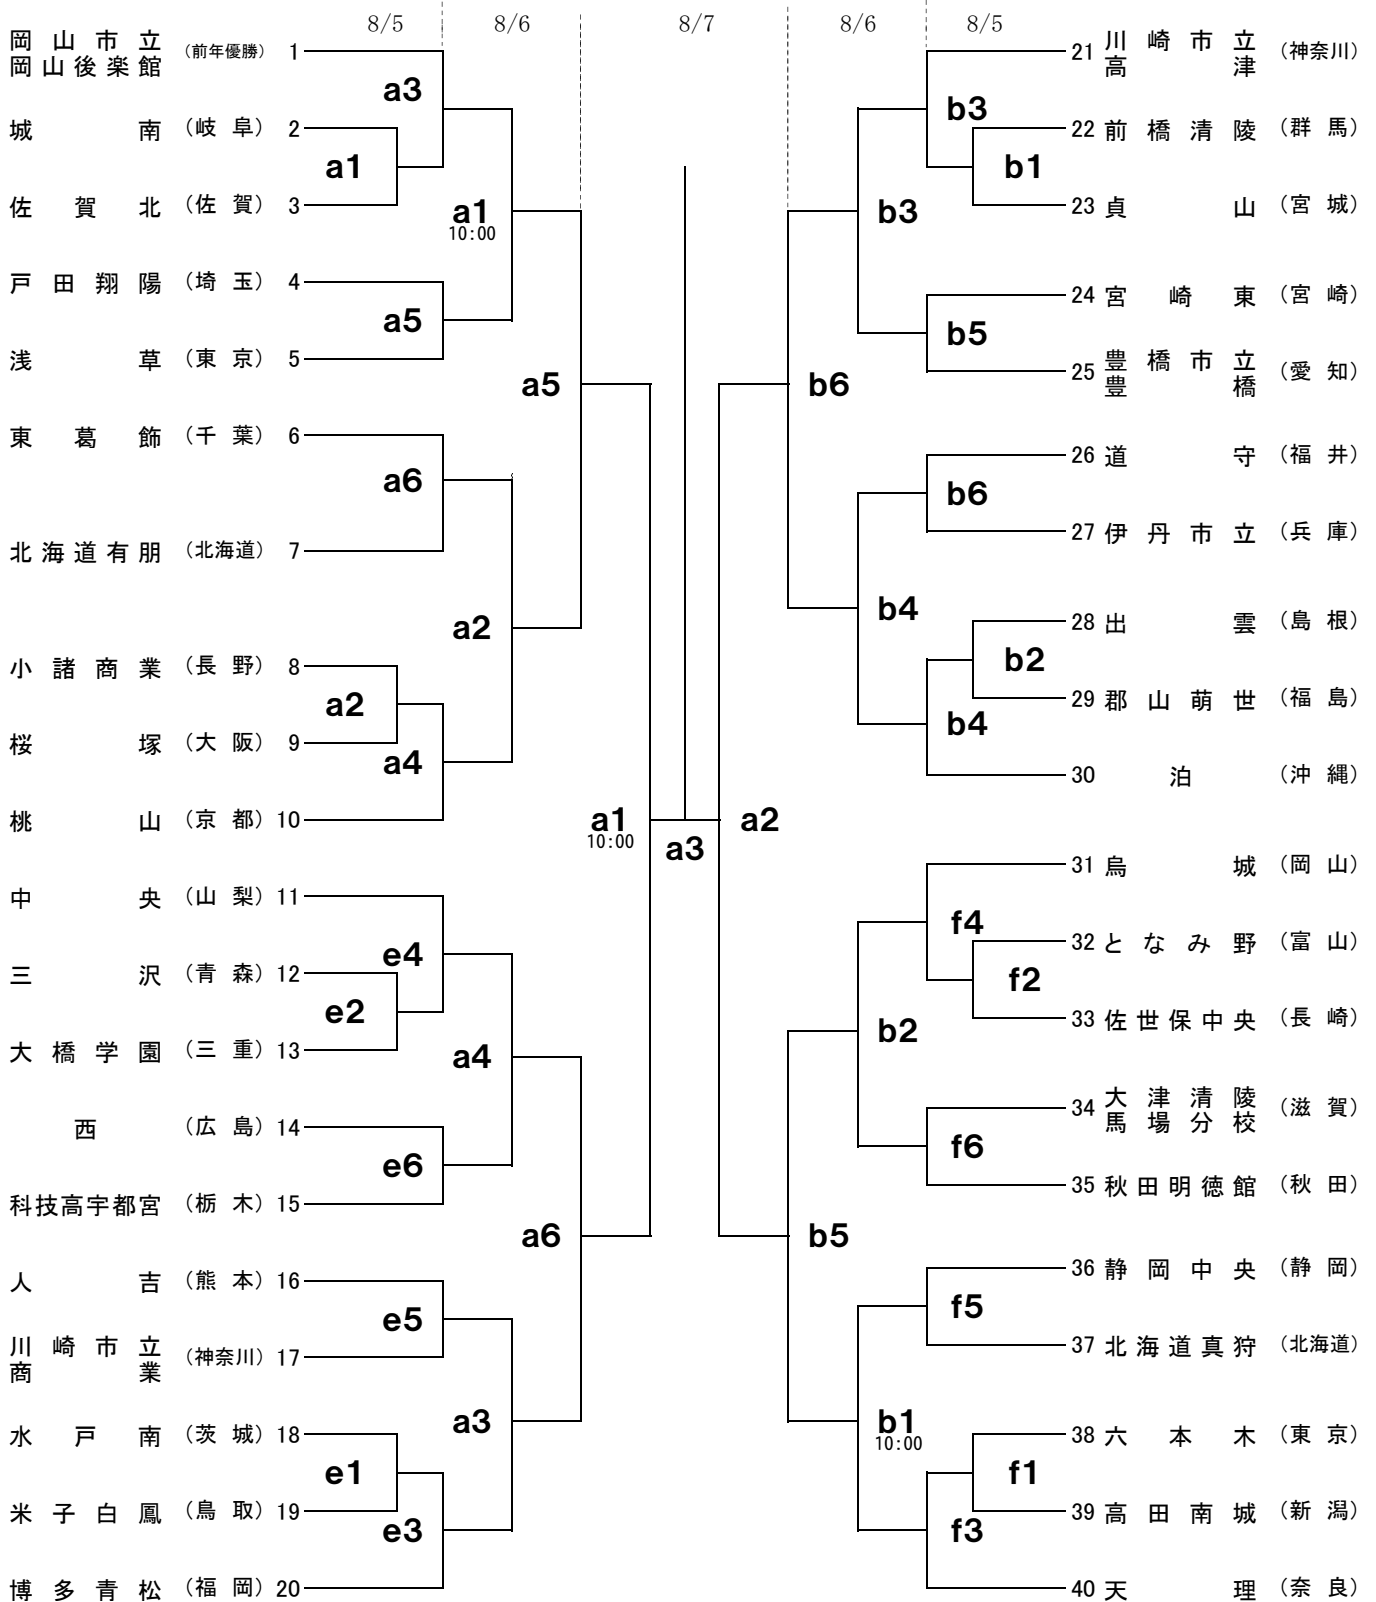 8/5 8/6 8/7 8/6 8/5
岡山市立
岡山後楽館 (前年優勝) 1
城南 (岐阜) 2
佐賀北 (佐賀) 3
戸田翔陽 (埼玉) 4
浅草 (東京) 5
東葛飾 (千葉) 6
北海道有朋 (北海道) 7
小諸商業 (長野) 8
桜塚 (大阪) 9
桃山 (京都) 10
中央 (山梨) 11
三沢 (青森) 12
大橋学園 (三重) 13
西 (広島) 14
科技高宇都宮 (栃木) 15
人吉 (熊本) 16
川崎市立
商業 (神奈川) 17
水戸南 (茨城) 18
米子白鳳 (鳥取) 19
博多青松 (福岡) 20
a3
a1
a5
a6
a2
a4
e4
e2
e6
e5
e1
e3
a1
10:00
a2
a4
a3
a5
a6
a1
10:00
a3
a2
b6
b5
b3
b4
b2
b1
10:00
b3
b1
b5
b6
b2
b4
f4
f2
f6
f5
f1
f3
21 川崎市立
高津 (神奈川)
22 前橋清陵 (群馬)
23 貞山 (宮城)
24 宮崎東 (宮崎)
25 豊橋市立
豊橋 (愛知)
26 道守 (福井)
27 伊丹市立 (兵庫)
28 出雲 (島根)
29 郡山萌世 (福島)
30 泊 (沖縄)
31 烏城 (岡山)
32 となみ野 (富山)
33 佐世保中央 (長崎)
34 大津清陵
馬場分校 (滋賀)
35 秋田明徳館 (秋田)
36 静岡中央 (静岡)
37 北海道真狩 (北海道)
38 六本木 (東京)
39 高田南城 (新潟)
40 天理 (奈良)